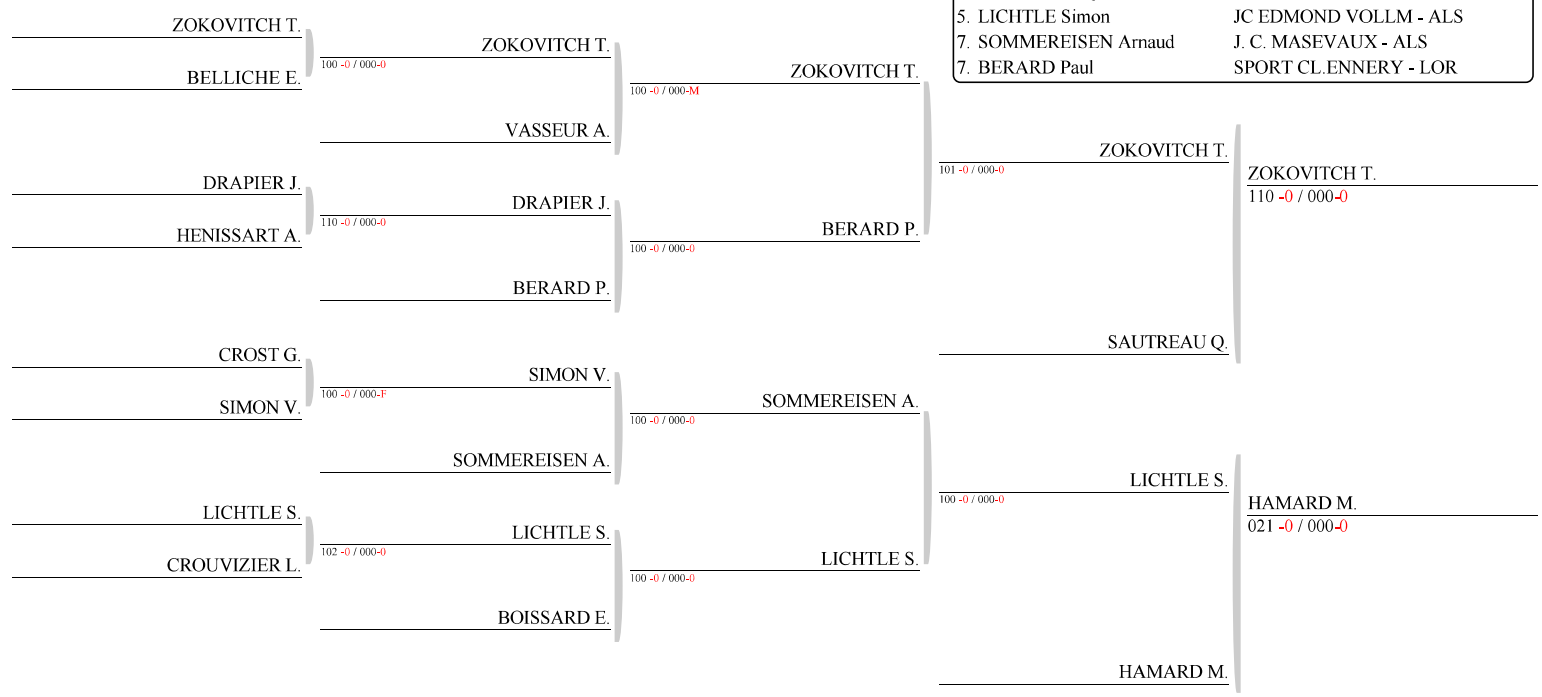 5. LICHTLE Simon JC EDMOND VOLLM - ALS
7. SOMMEREISEN Arnaud J. C. MASEVAUX - ALS
7. BERARD Paul SPORT CL.ENNERY - LOR
ZOKOVITCH T.
BELLICHE E.
DRAPIER J.
HENISSART A.
CROST G.
SIMON V.
LICHTLE S.
CROUVIZIER L.
ZOKOVITCH T.
100 -0 / 000-0
VASSEUR A.
DRAPIER J.
110 -0 / 000-0
BERARD P.
SIMON V.
100 -0 / 000-F
SOMMEREISEN A.
LICHTLE S.
102 -0 / 000-0
BOISSARD E.
ZOKOVITCH T.
100 -0 / 000-M
BERARD P.
100 -0 / 000-0
SOMMEREISEN A.
100 -0 / 000-0
LICHTLE S.
100 -0 / 000-0
ZOKOVITCH T.
101 -0 / 000-0
SAUTREAU Q.
LICHTLE S.
100 -0 / 000-0
HAMARD M.
ZOKOVITCH T.
110 -0 / 000-0
HAMARD M.
021 -0 / 000-0